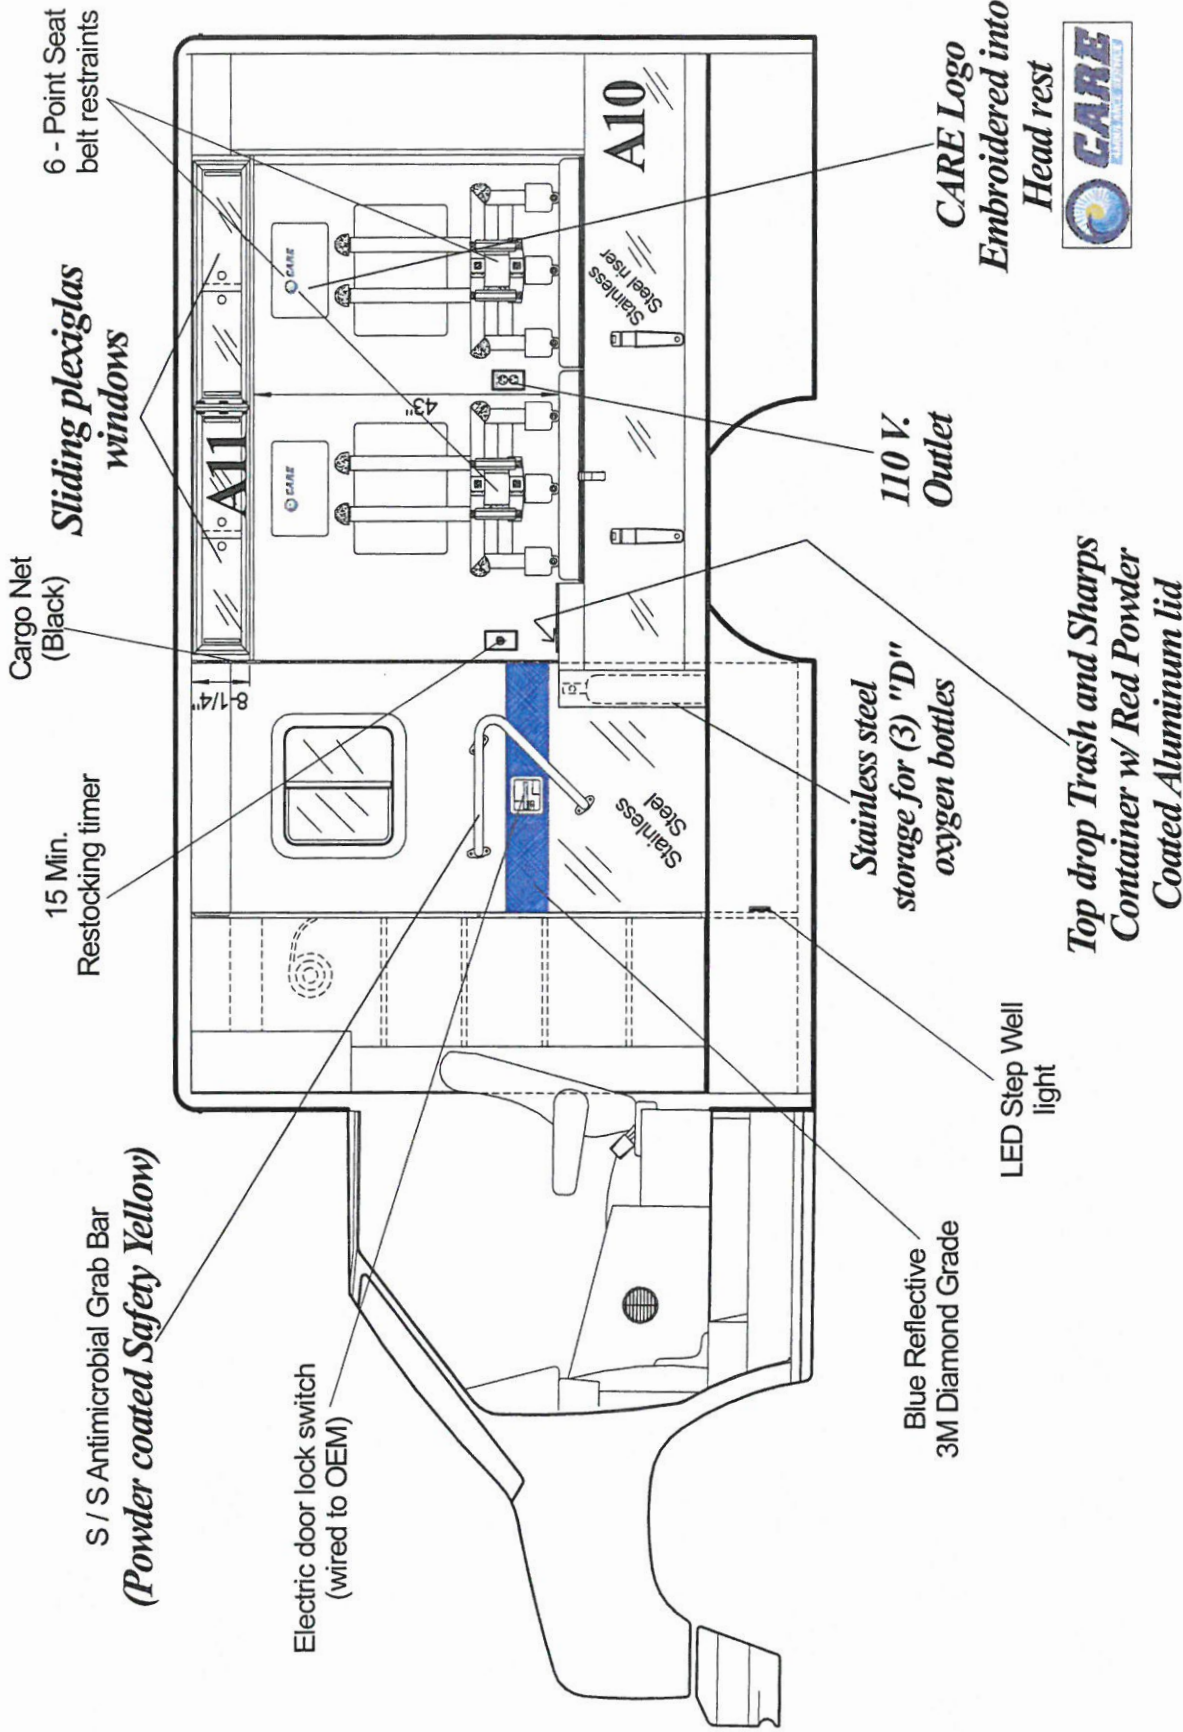 S / S Antimicrobial Grab Bar
(Powder coated Safety Yellow)
15 Min.
Restocking timer
Cargo Net
(Black)
Sliding plexiglas
windows
6 - Point Seat
belt restraints
Electric door lock switch
(wired to OEM)
8-1/4"
A11
43"
CARE
CARE
A10
Stainless
Steel
Stainless
Steel riser
Blue Reflective
3M Diamond Grade
LED Step Well
light
Stainless steel
storage for (3) "D"
oxygen bottles
Top drop Trash and Sharps
Container w/ Red Powder
Coated Aluminum lid
110 V.
Outlet
CARE Logo
Embroidered into
Head rest
CARE